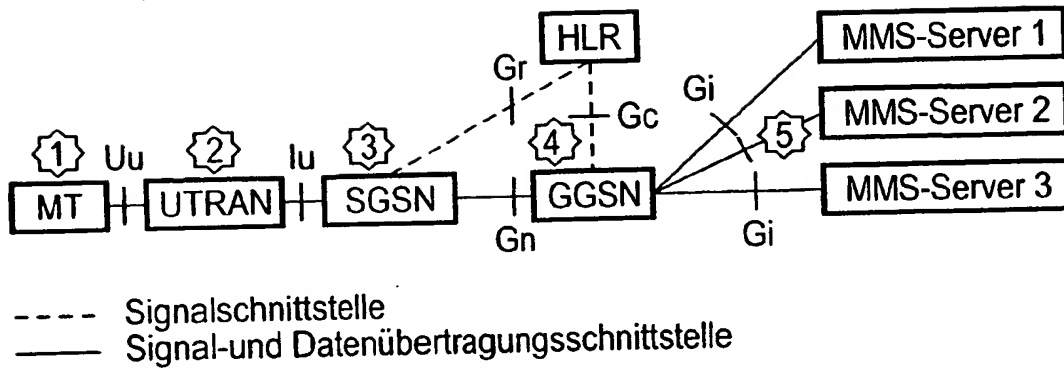 HLR
MMS-Server 1
Gr
Gi
Gc
MMS-Server 2
1
Uu
2
Iu
3
4
5
MT
UTRAN
SGSN
GGSN
MMS-Server 3
Gn
Gi
Signalschnittstelle
Signal-und Datenübertragungsschnittstelle